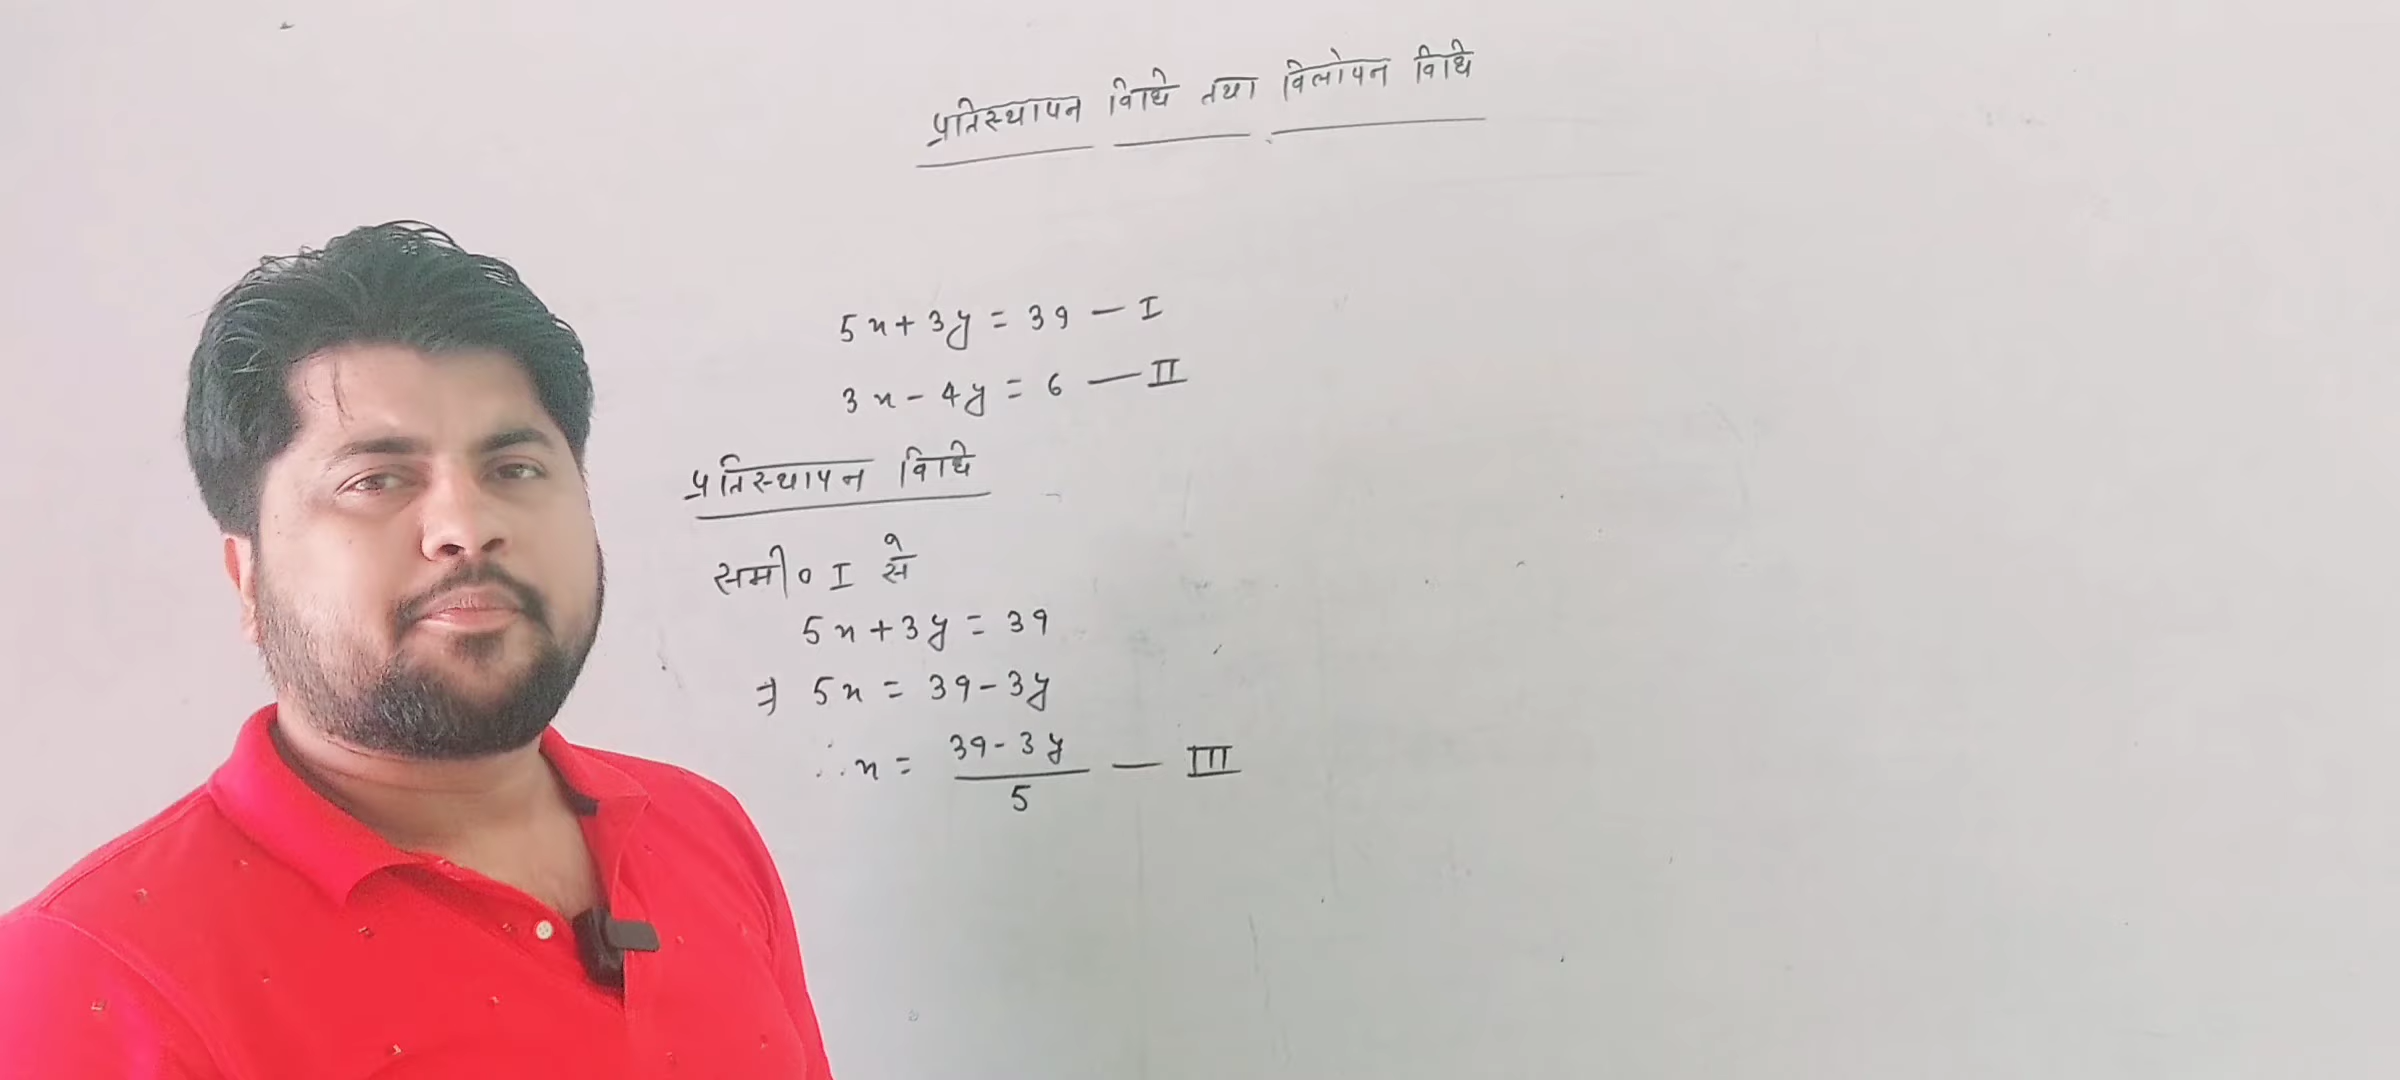 प्रतिस्थापन विधि तथा विलोपन विधि
5x + 3y = 39 — I
3x - 4y = 6 — II
प्रतिस्थापन विधि
समी० I से
5x + 3y = 39
⇒ 5x = 39 - 3y
∴ x = (39 - 3y)/5 — III